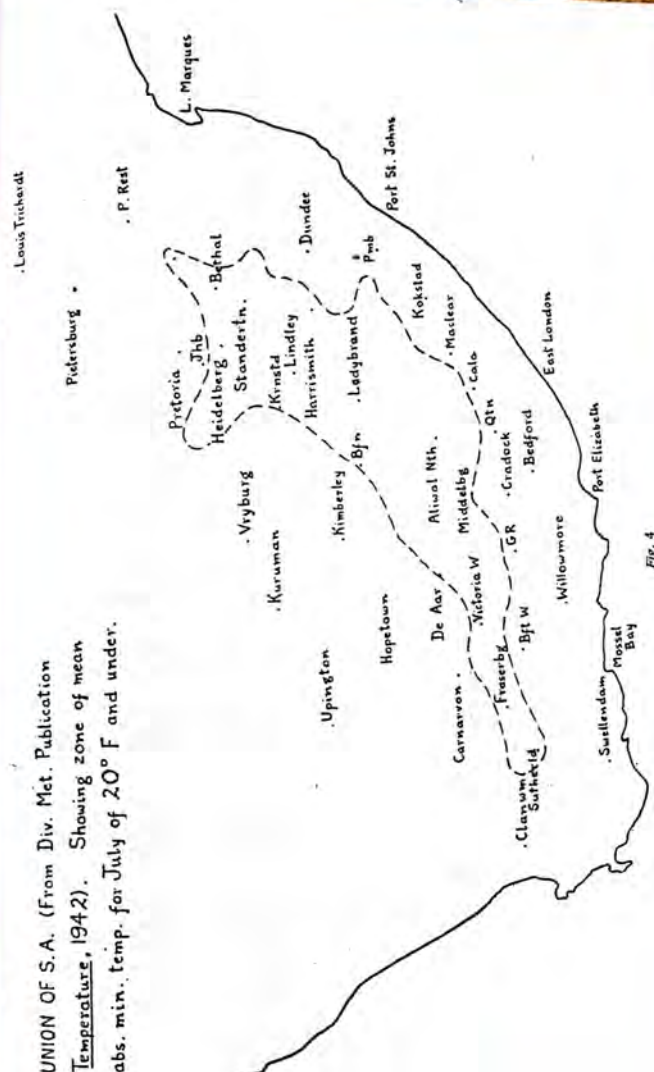 UNION OF S.A. (From Div. Met. Publication
Temperature, 1942). Showing zone of mean
abs. min. temp. for July of 20° F and under.
Louis Trichardt
Pietersburg
P. Rest
L. Marques
Pretoria
Jhb
Heidelberg
Bethal
Standertn.
Vryburg
Krnstd
Lindley
Dundee
Kuruman
Harrismith
Upington
Kimberley
Bfn
Ladybrand
Pmb
Port St. Johns
Hopetown
Kokstad
De Aar
Aliwal Nth.
Maclear
Carnarvon
Victoria W
Middelbg
Cala
Qtn
Fraserbg
GR
Cradock
Clanwm
Sutherld
Bft W
Bedford
East London
Willowmore
Port Elizabeth
Swellendam
Mossel
Bay
Fig. 4